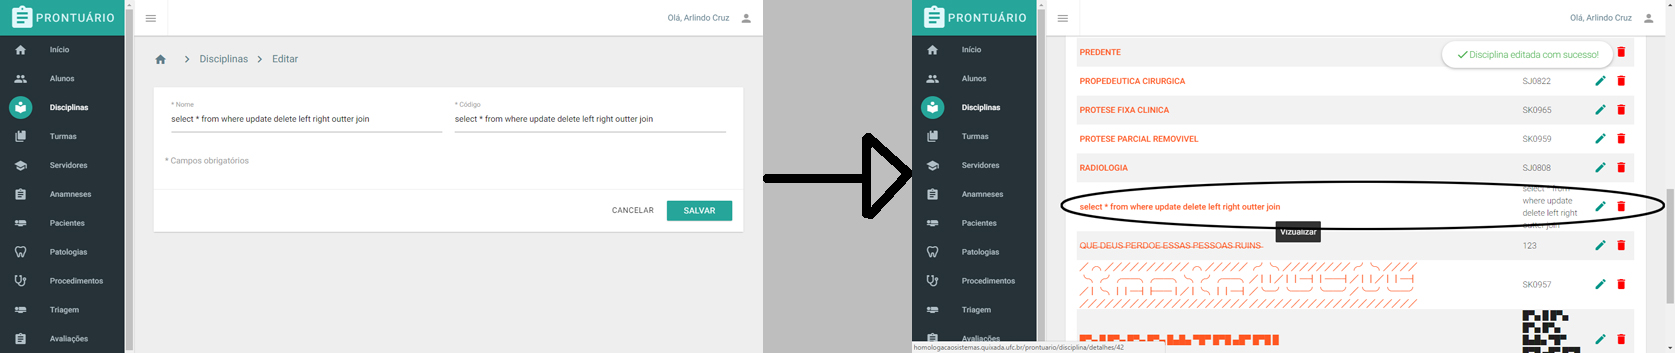 PRONTUÁRIO
Olá, Arlindo Cruz
Início
Alunos
Disciplinas
Turmas
Servidores
Anamneses
Pacientes
Patologias
Procedimentos
Triagem
Avaliações
Disciplinas Editar
* Nome
* Código
select * from where update delete left right outter join
select * from where update delete left right outter join
* Campos obrigatórios
CANCELAR
SALVAR
PRONTUÁRIO
Olá, Arlindo Cruz
Início
Alunos
Disciplinas
Turmas
Servidores
Anamneses
Pacientes
Patologias
Procedimentos
Triagem
Avaliações
Disciplina editada com sucesso!
PREDENTE
PROPEDEUTICA CIRURGICA SJ0822
PROTESE FIXA CLINICA SK0965
PROTESE PARCIAL REMOVIVEL SK0959
RADIOLOGIA SJ0808
select * from where update delete left right outter join
select * from
where update
delete left right
outter join
Vizualizar
QUE DEUS PERDOE ESSAS PESSOAS RUINS 123
SK0957
homologacaosistemas.quixada.ufc.br/prontuario/disciplina/detalhes/42